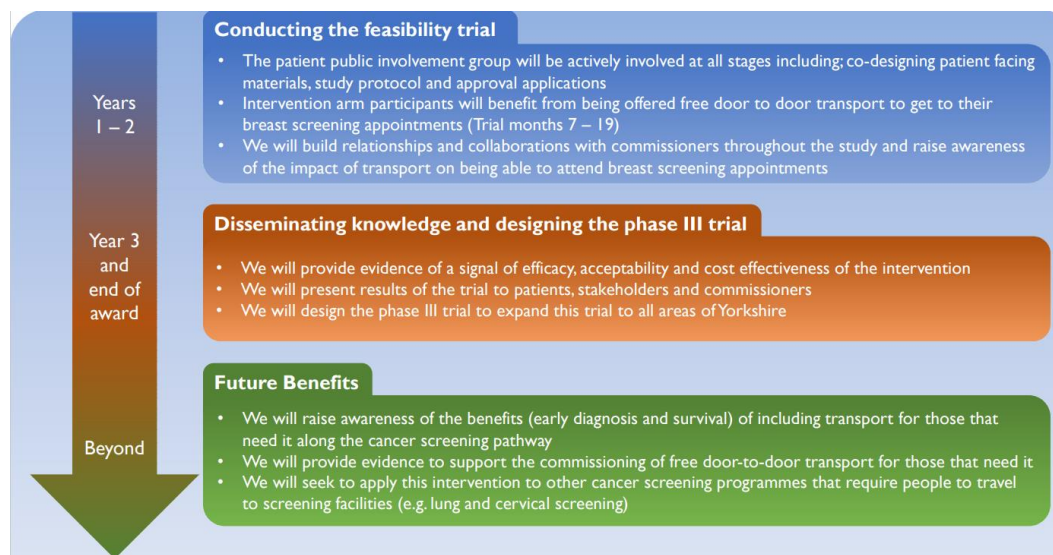 Conducting the feasibility trial
• The patient public involvement group will be actively involved at all stages including; co-designing patient facing
materials, study protocol and approval applications
• Intervention arm participants will benefit from being offered free door to door transport to get to their
breast screening appointments (Trial months 7 – 19)
• We will build relationships and collaborations with commissioners throughout the study and raise awareness
of the impact of transport on being able to attend breast screening appointments
Years
1 – 2
Disseminating knowledge and designing the phase III trial
• We will provide evidence of a signal of efficacy, acceptability and cost effectiveness of the intervention
• We will present results of the trial to patients, stakeholders and commissioners
• We will design the phase III trial to expand this trial to all areas of Yorkshire
Year 3
and
end of
award
Future Benefits
• We will raise awareness of the benefits (early diagnosis and survival) of including transport for those that
need it along the cancer screening pathway
• We will provide evidence to support the commissioning of free door-to-door transport for those that need it
• We will seek to apply this intervention to other cancer screening programmes that require people to travel
to screening facilities (e.g. lung and cervical screening)
Beyond